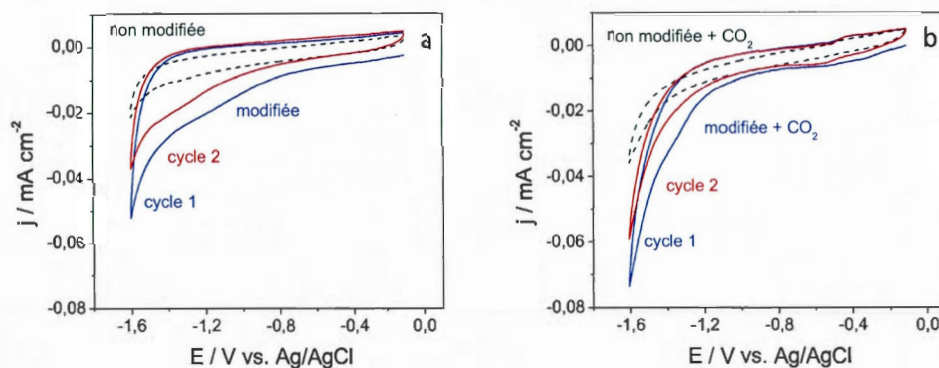 non modifiée
a
0,00
-0,02
-0,04
-0,06
-0,08
j / mA cm⁻²
modifiée
cycle 2
cycle 1
-1,6
-1,2
-0,8
-0,4
0,0
E / V vs. Ag/AgCl
non modifiée + CO₂
b
0,00
-0,02
-0,04
-0,06
-0,08
j / mA cm⁻²
modifiée + CO₂
cycle 2
cycle 1
-1,6
-1,2
-0,8
-0,4
0,0
E / V vs. Ag/AgCl